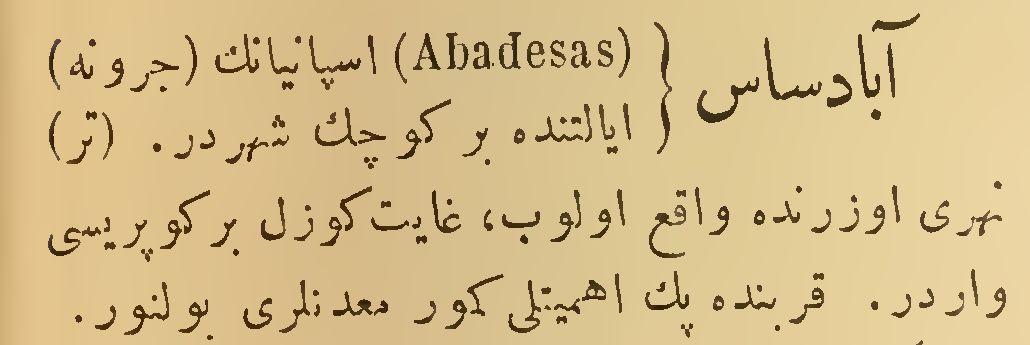 آبادساس { (Abadesas) اسپانیانك (جرونه)
ایالتنده بر کوچك شهردر. (تر)
نهری اوزرنده واقع اولوب، غایت کوزل بر کوپریسی
واردر. قربنده پك اهمیتلی کمور معدنلری بولنور.